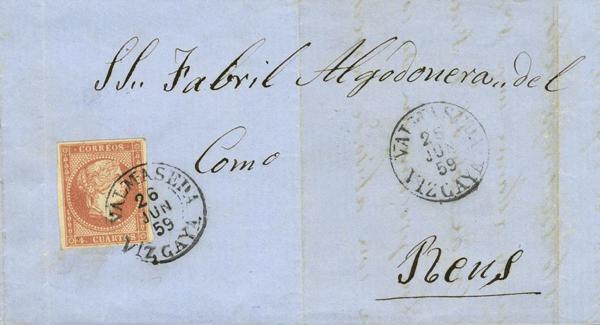 SS.. Fabril Algodonera.. del
Como
Reus
CORREOS
4 CUARTOS
VALMASEDA
26
JUN
59
VIZCAYA
VALMASEDA
26
JUN
59
VIZCAYA